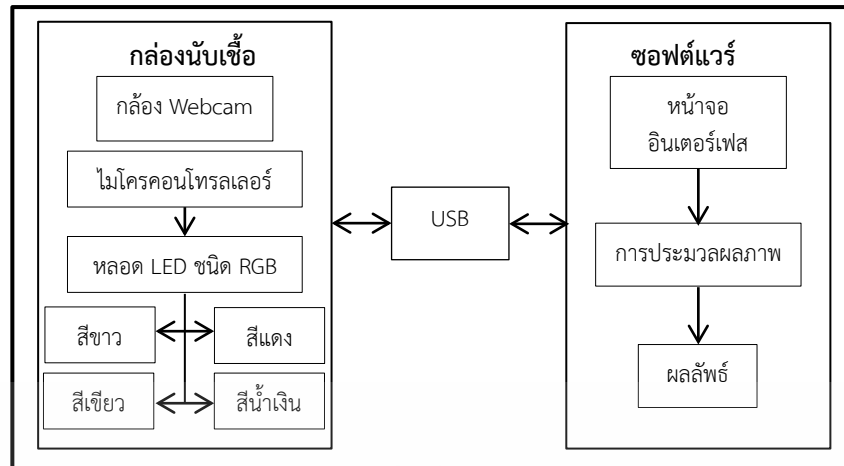 กล่องนับเชื้อ
กล้อง Webcam
ไมโครคอนโทรลเลอร์
หลอด LED ชนิด RGB
สีขาว
สีแดง
สีเขียว
สีน้ำเงิน
USB
ซอฟต์แวร์
หน้าจอ
อินเตอร์เฟส
การประมวลผลภาพ
ผลลัพธ์